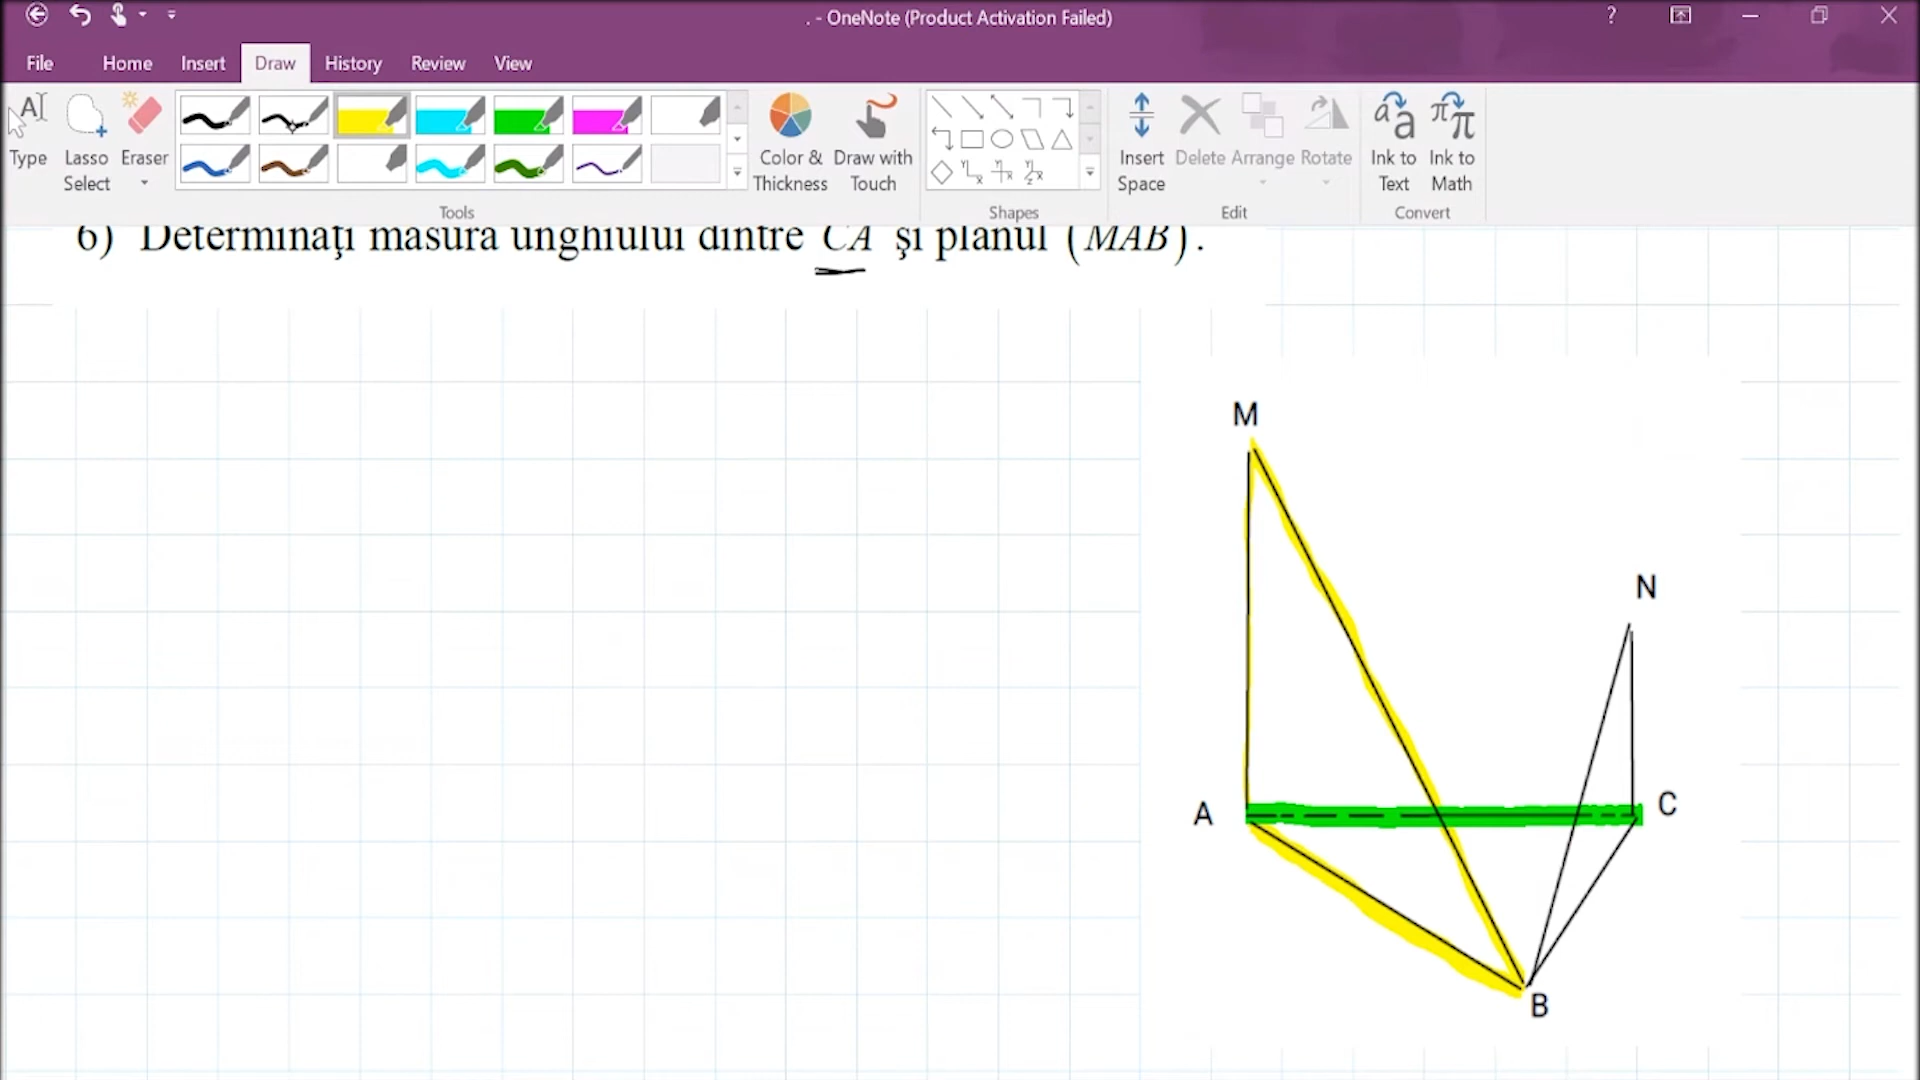 . - OneNote (Product Activation Failed)
?
File Home Insert Draw History Review View
Type
Lasso Select
Eraser
Color & Thickness
Draw with Touch
Insert Space
Delete
Arrange
Rotate
Ink to Text
Ink to Math
Tools
Shapes
Edit
Convert
6) Determinaţi măsura unghiului dintre CA şi planul (MAB).
M
N
A
C
B